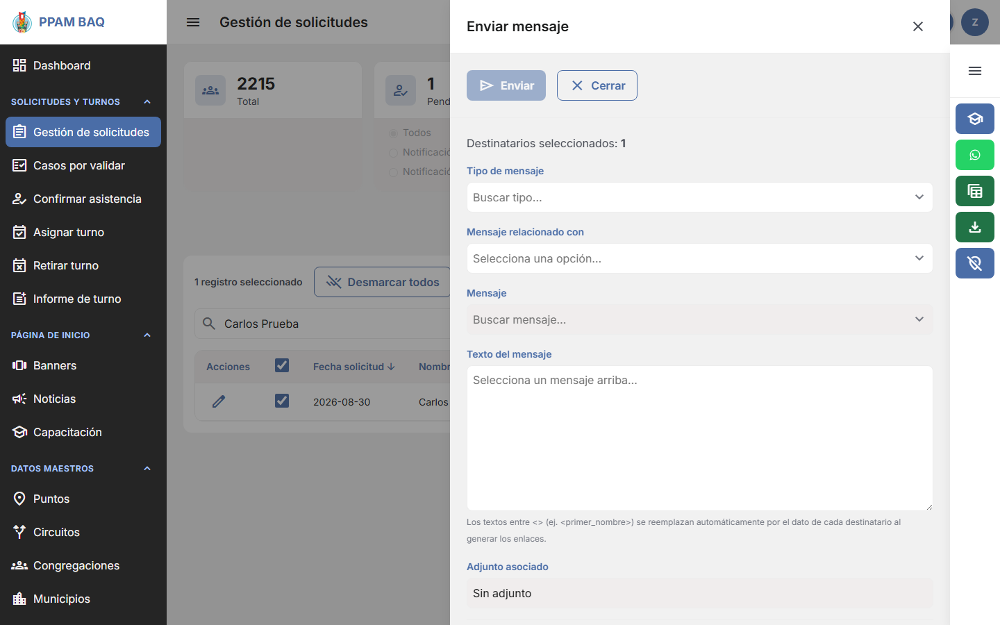 PPAM BAQ
Dashboard
SOLICITUDES Y TURNOS
Gestión de solicitudes
Casos por validar
Confirmar asistencia
Asignar turno
Retirar turno
Informe de turno
PÁGINA DE INICIO
Banners
Noticias
Capacitación
DATOS MAESTROS
Puntos
Circuitos
Congregaciones
Municipios
Gestión de solicitudes
2215
Total
1
Pend
Todos
Notificació
Notificació
1 registro seleccionado
Desmarcar todos
Carlos Prueba
Acciones Fecha solicitud Nombr
2026-08-30 Carlos
Enviar mensaje
Enviar
Cerrar
Destinatarios seleccionados: 1
Tipo de mensaje
Buscar tipo...
Mensaje relacionado con
Selecciona una opción...
Mensaje
Buscar mensaje...
Texto del mensaje
Selecciona un mensaje arriba...
Los textos entre <> (ej. <primer_nombre>) se reemplazan automáticamente por el dato de cada destinatario al
generar los enlaces.
Adjunto asociado
Sin adjunto
Z